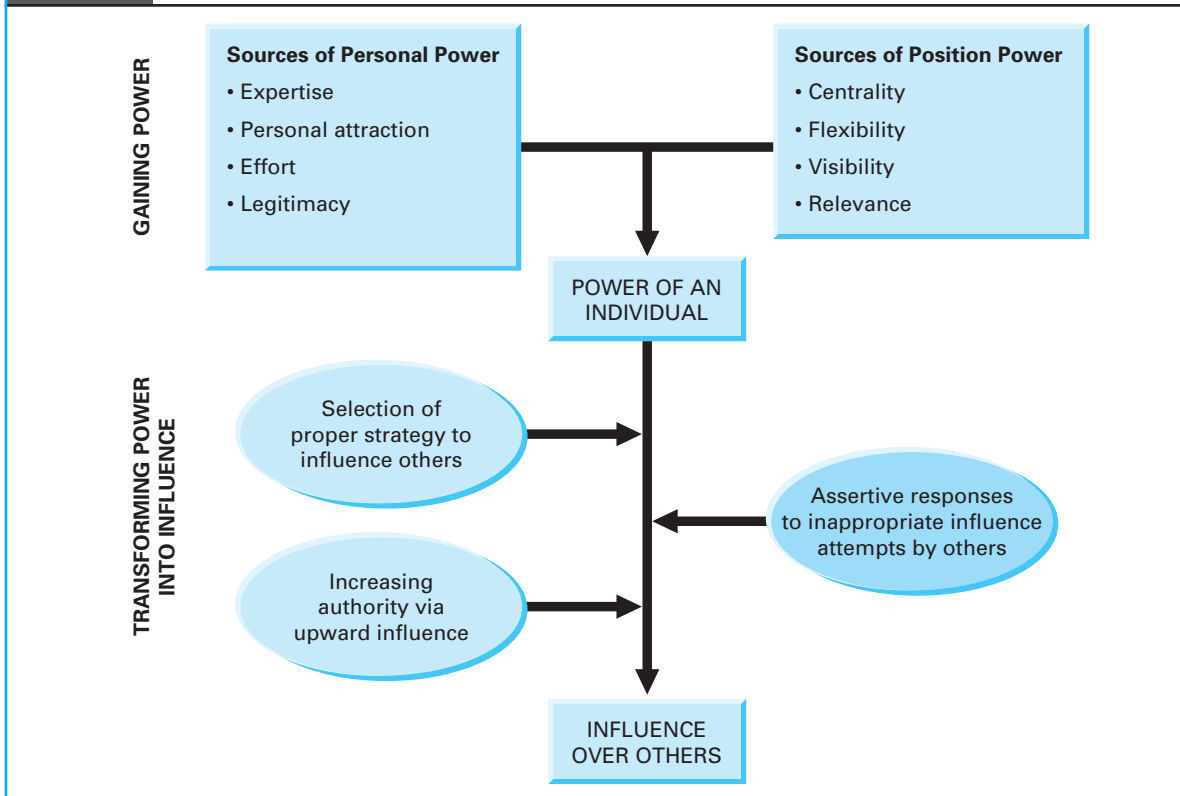 GAINING POWER
Sources of Personal Power
• Expertise
• Personal attraction
• Effort
• Legitimacy
Sources of Position Power
• Centrality
• Flexibility
• Visibility
• Relevance
POWER OF AN
INDIVIDUAL
TRANSFORMING POWER
INTO INFLUENCE
Selection of
proper strategy to
influence others
Assertive responses
to inappropriate influence
attempts by others
Increasing
authority via
upward influence
INFLUENCE
OVER OTHERS